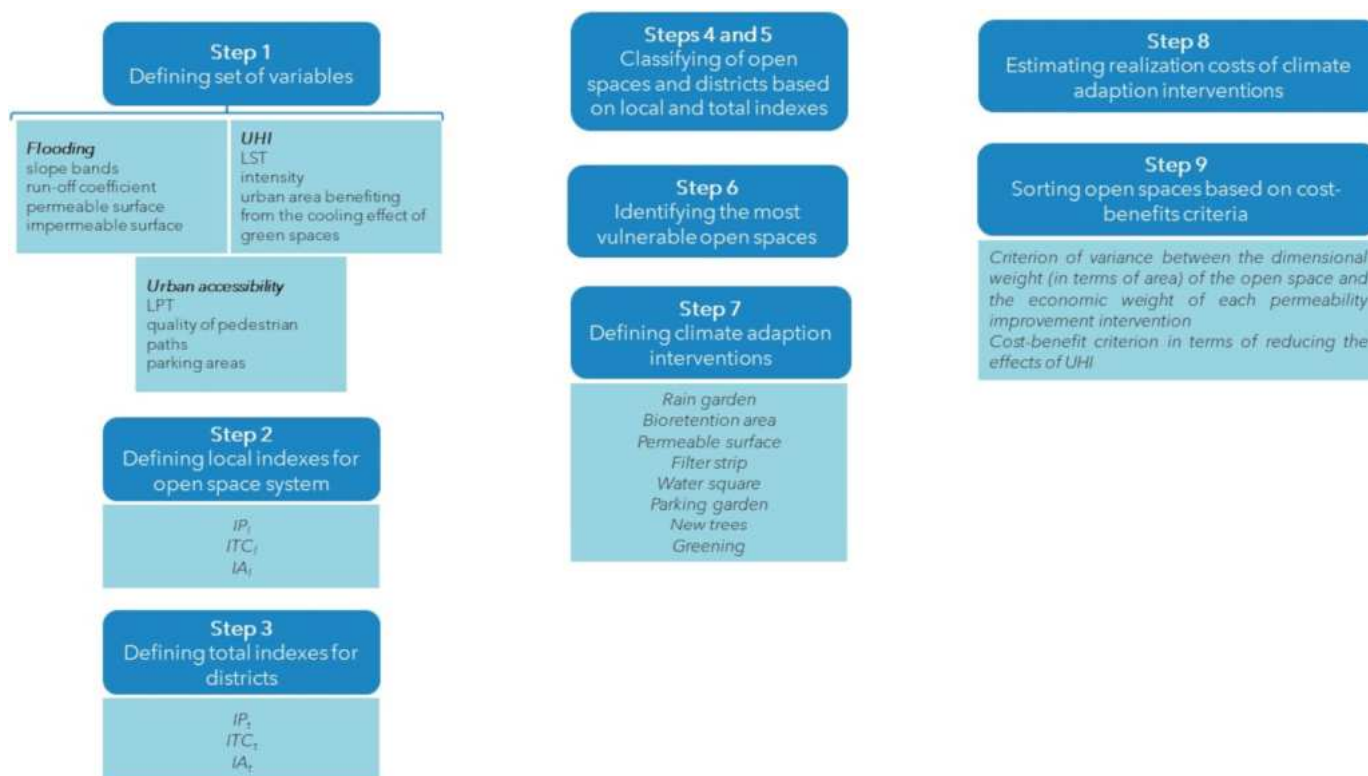 Step 1
Defining set of variables
Flooding
slope bands
run-off coefficient
permeable surface
impermeable surface
UHI
LST
intensity
urban area benefiting
from the cooling effect of
green spaces
Urban accessibility
LPT
quality of pedestrian
paths
parking areas
Step 2
Defining local indexes for
open space system
IPₗ
ITCₗ
IAₗ
Step 3
Defining total indexes for
districts
IPₜ
ITCₜ
IAₜ
Steps 4 and 5
Classifying of open
spaces and districts based
on local and total indexes
Step 6
Identifying the most
vulnerable open spaces
Step 7
Defining climate adaption
interventions
Rain garden
Bioretention area
Permeable surface
Filter strip
Water square
Parking garden
New trees
Greening
Step 8
Estimating realization costs of climate
adaption interventions
Step 9
Sorting open spaces based on cost-
benefits criteria
Criterion of variance between the dimensional
weight (in terms of area) of the open space and
the economic weight of each permeability
improvement intervention
Cost-benefit criterion in terms of reducing the
effects of UHI